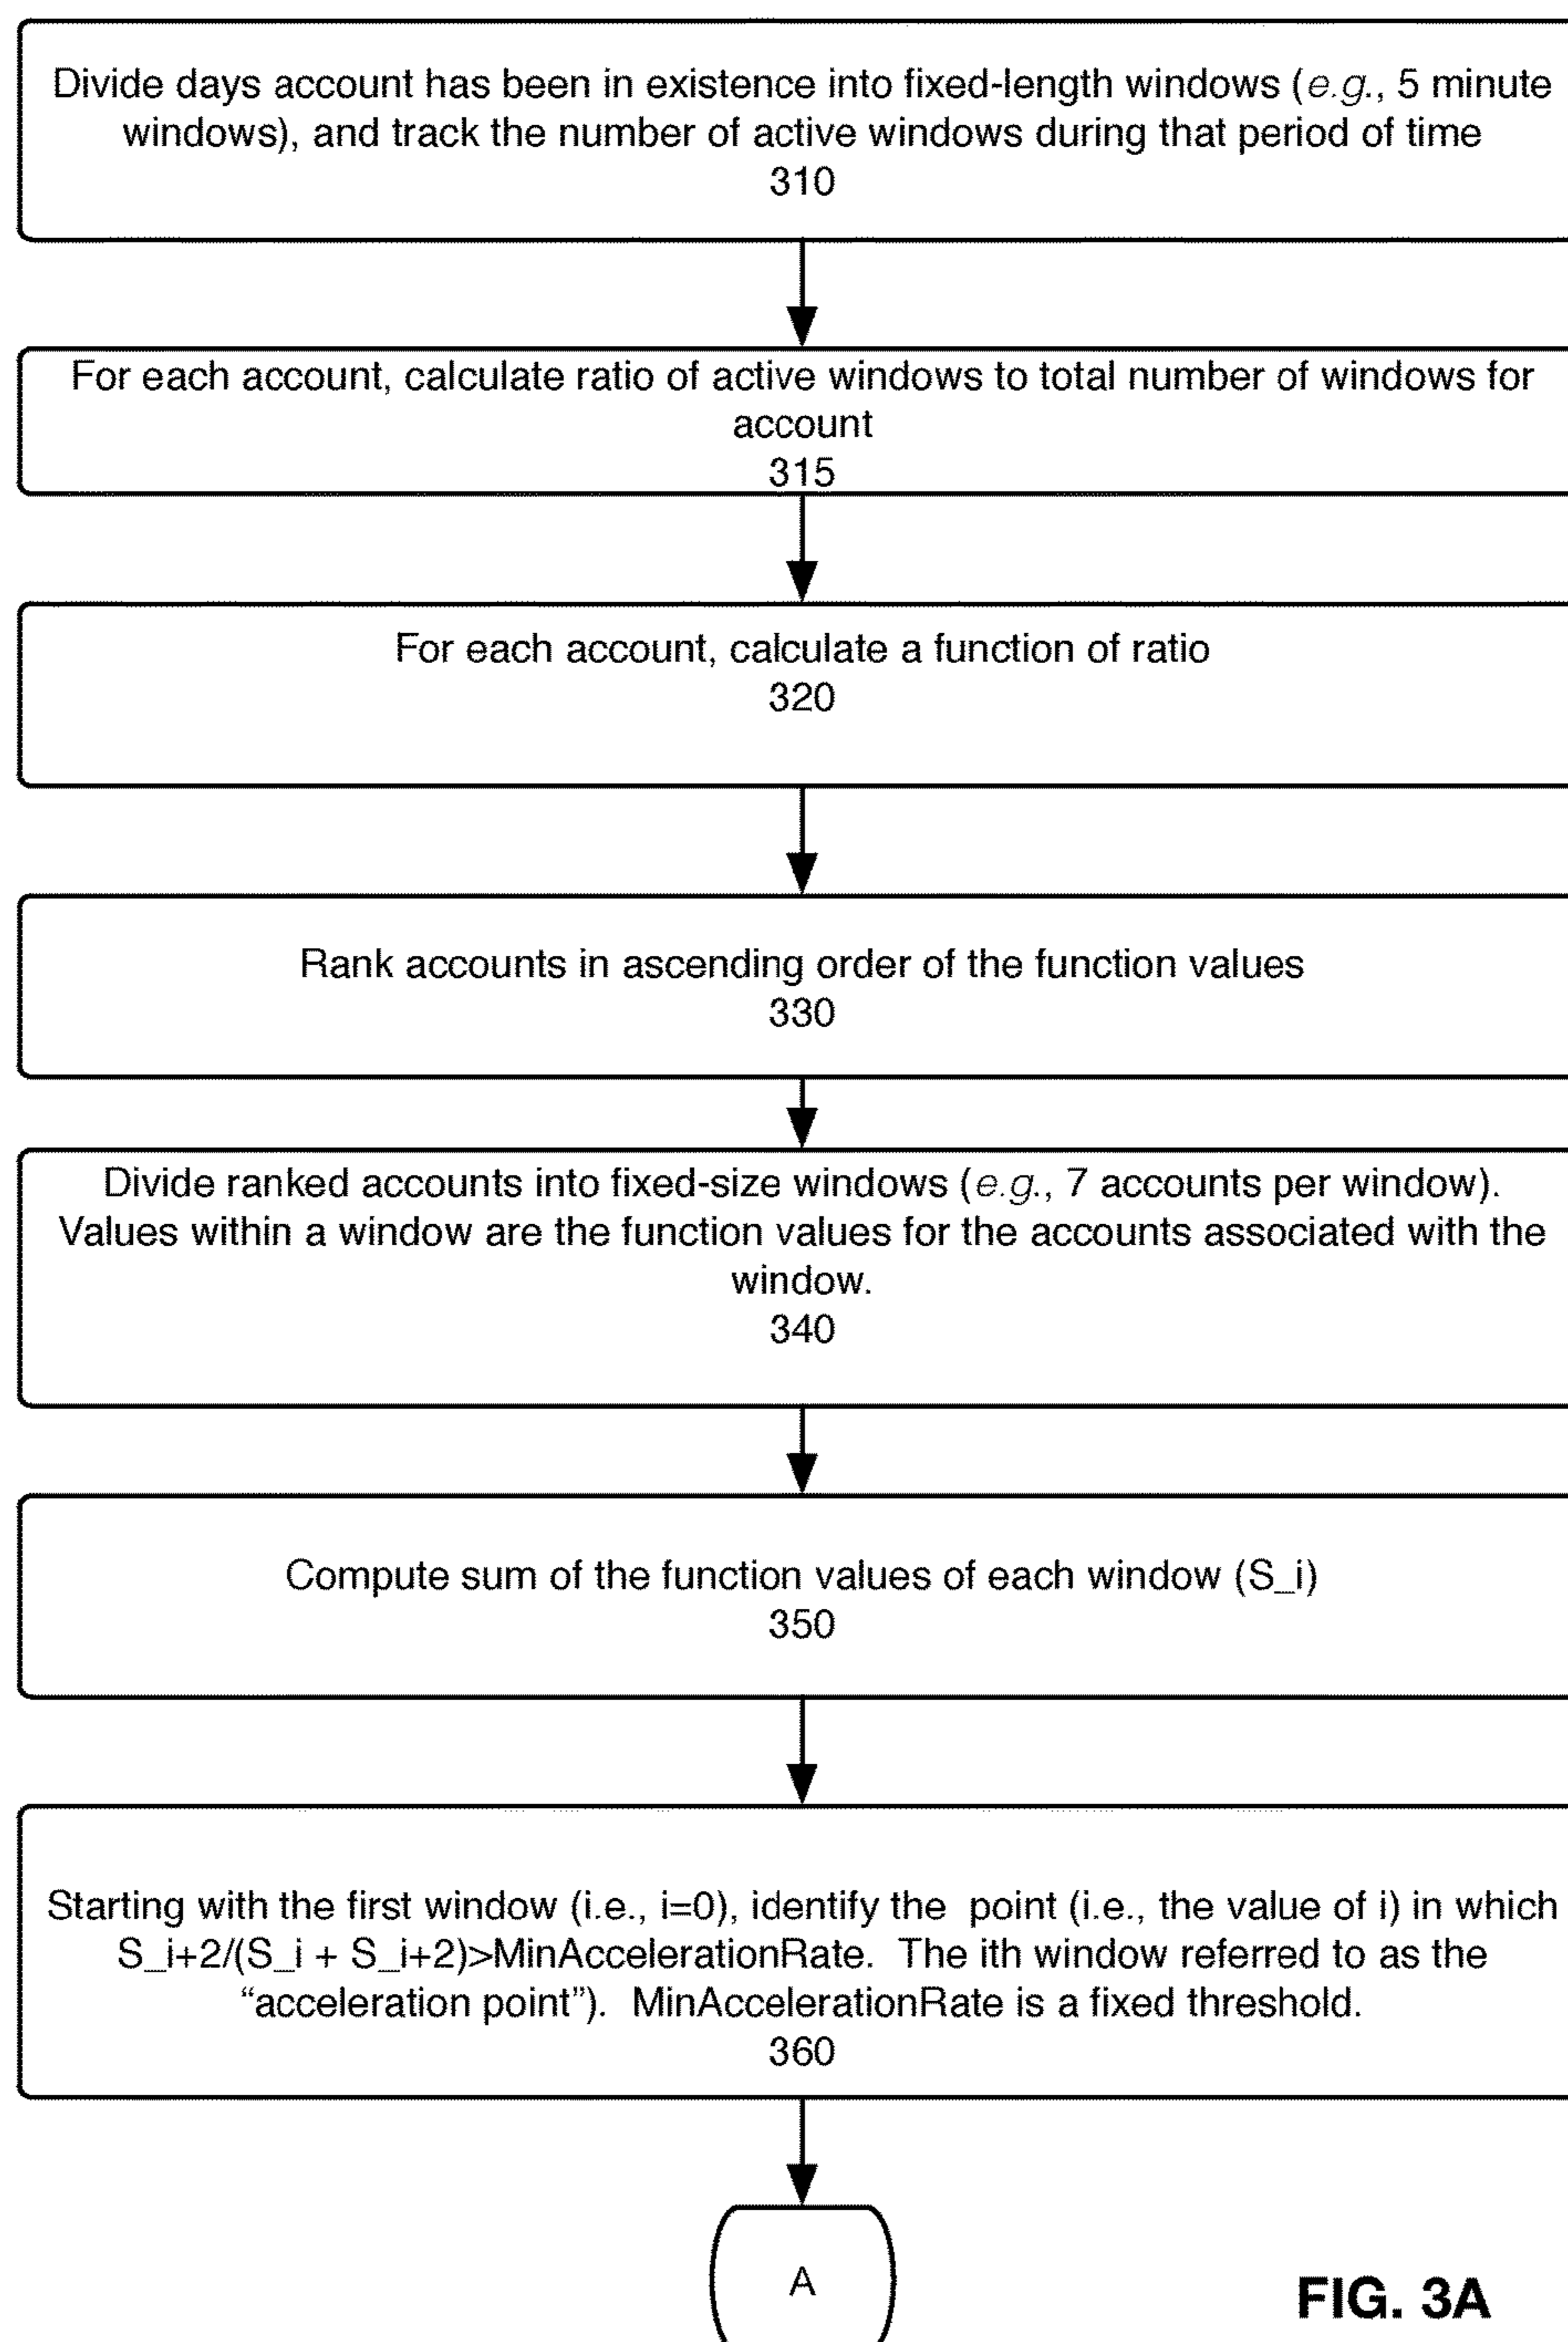 Divide days account has been in existence into fixed-length windows (e.g., 5 minute
windows), and track the number of active windows during that period of time
310
For each account, calculate ratio of active windows to total number of windows for
account
315
For each account, calculate a function of ratio
320
Rank accounts in ascending order of the function values
330
Divide ranked accounts into fixed-size windows (e.g., 7 accounts per window).
Values within a window are the function values for the accounts associated with the
window.
340
Compute sum of the function values of each window (S_i)
350
Starting with the first window (i.e., i=0), identify the  point (i.e., the value of i) in which
S_i+2/(S_i + S_i+2)>MinAccelerationRate.  The ith window referred to as the
“acceleration point”).  MinAccelerationRate is a fixed threshold.
360
A
FIG. 3A